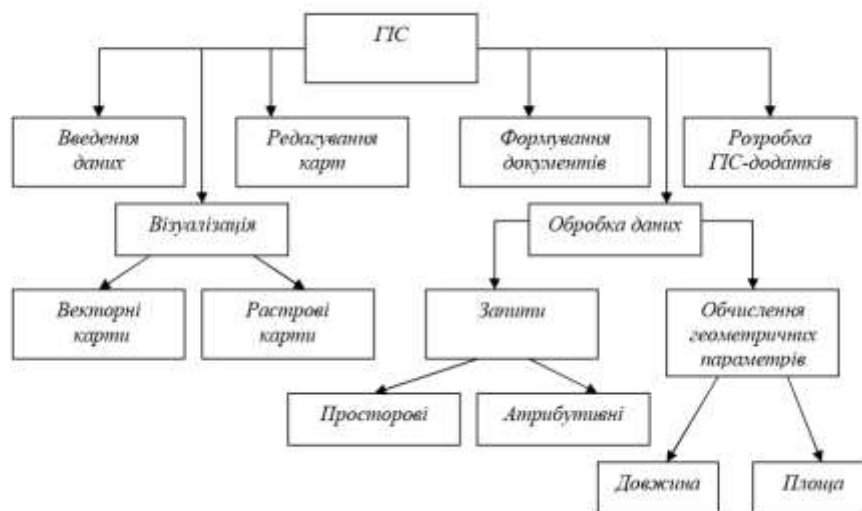 ГІС
Введення
даних
Редагування
карт
Формування
документів
Розробка
ГІС-додатків
Візуалізація
Обробка даних
Векторні
карти
Растрові
карти
Запити
Обчислення
геометричних
параметрів
Просторові
Атрибутивні
Довжина
Площа